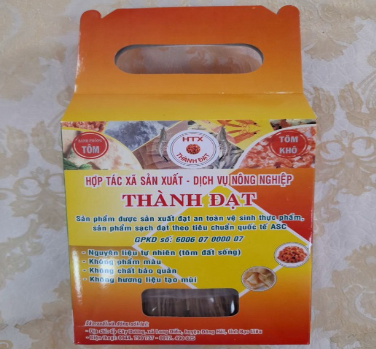 HTX
THÀNH ĐẠT
TÔM
TÔM
KHÔ
HỢP TÁC XÃ SẢN XUẤT - DỊCH VỤ NÔNG NGHIỆP
THÀNH ĐẠT
Sản phẩm được sản xuất đạt an toàn vệ sinh thực phẩm,
sản phẩm sạch đạt theo tiêu chuẩn quốc tế ASC
GPKD số: 6006 07 0000 07
- Nguyên liệu tự nhiên (tôm đất sống)
- Không phẩm màu
- Không chất bảo quản
- Không hương liệu tạo mùi